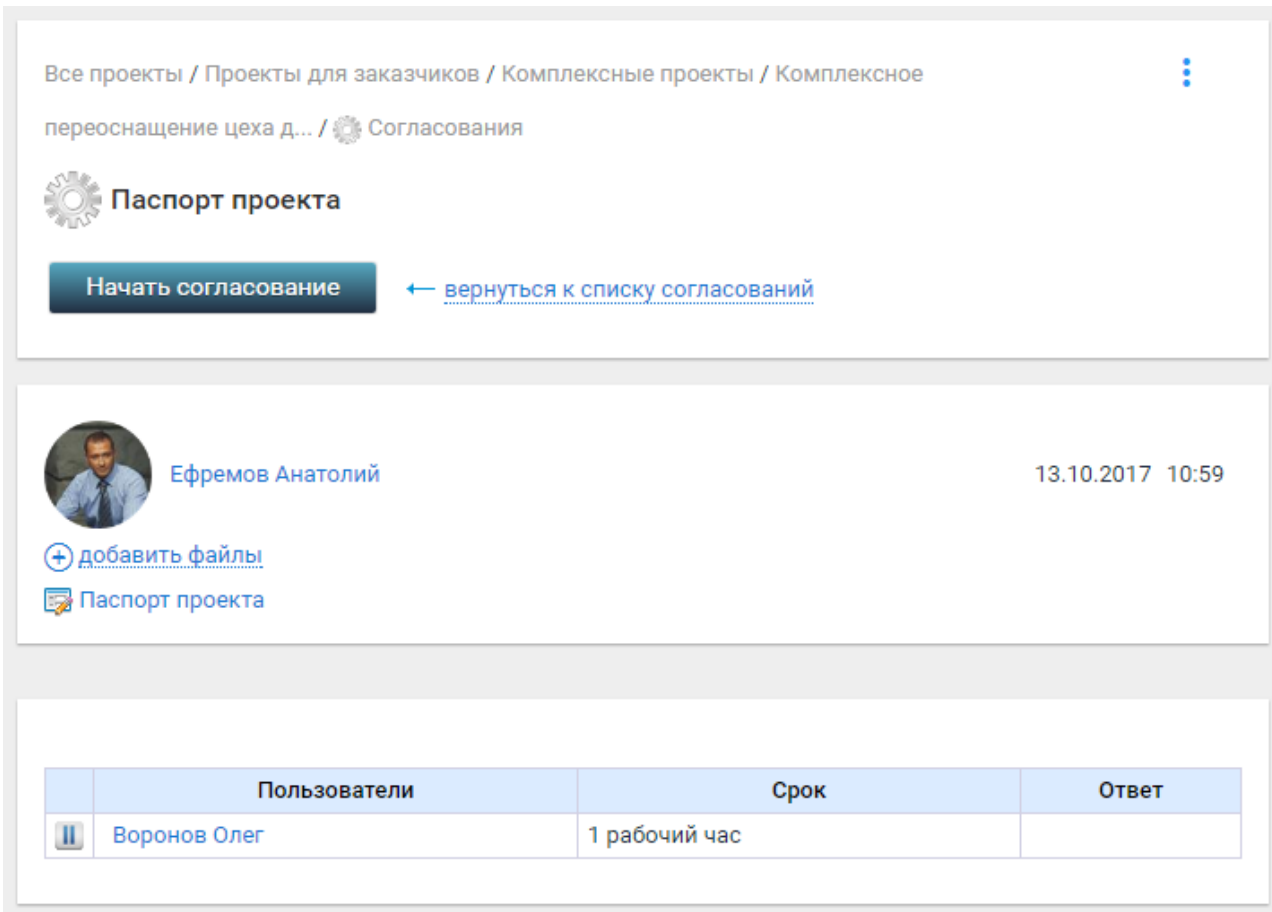 Все проекты / Проекты для заказчиков / Комплексные проекты / Комплексное
переоснащение цеха д... / Согласования
Паспорт проекта
Начать согласование ← вернуться к списку согласований
Ефремов Анатолий 13.10.2017 10:59
добавить файлы
Паспорт проекта
Пользователи Срок Ответ
Воронов Олег 1 рабочий час